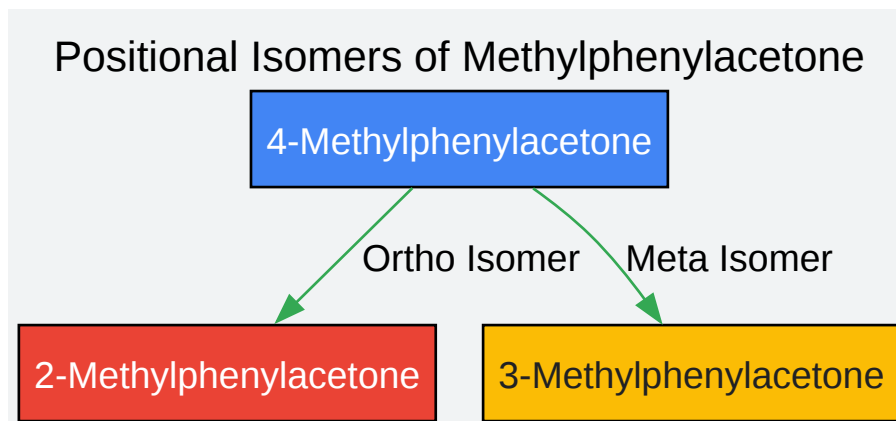 Positional Isomers of Methylphenylacetone
4-Methylphenylacetone
Ortho Isomer
Meta Isomer
2-Methylphenylacetone
3-Methylphenylacetone